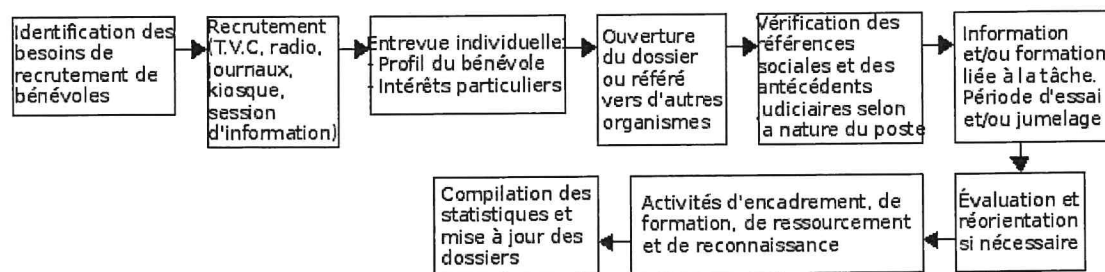 Identification des
besoins de
recrutement de
bénévoles
Recrutement
(T.V.C, radio,
journaux,
kiosque,
session
d'information)
Entrevue individuelle:
- Profil du bénévole
- Intérêts particuliers
Ouverture
du dossier
ou référé
vers d'autres
organismes
Vérification des
références
sociales et des
antécédents
judiciaires selon
la nature du poste
Information
et/ou formation
liée à la tâche.
Période d'essai
et/ou jumelage
Évaluation et
réorientation
si nécessaire
Activités d'encadrement, de
formation, de ressourcement
et de reconnaissance
Compilation des
statistiques et
mise à jour des
dossiers